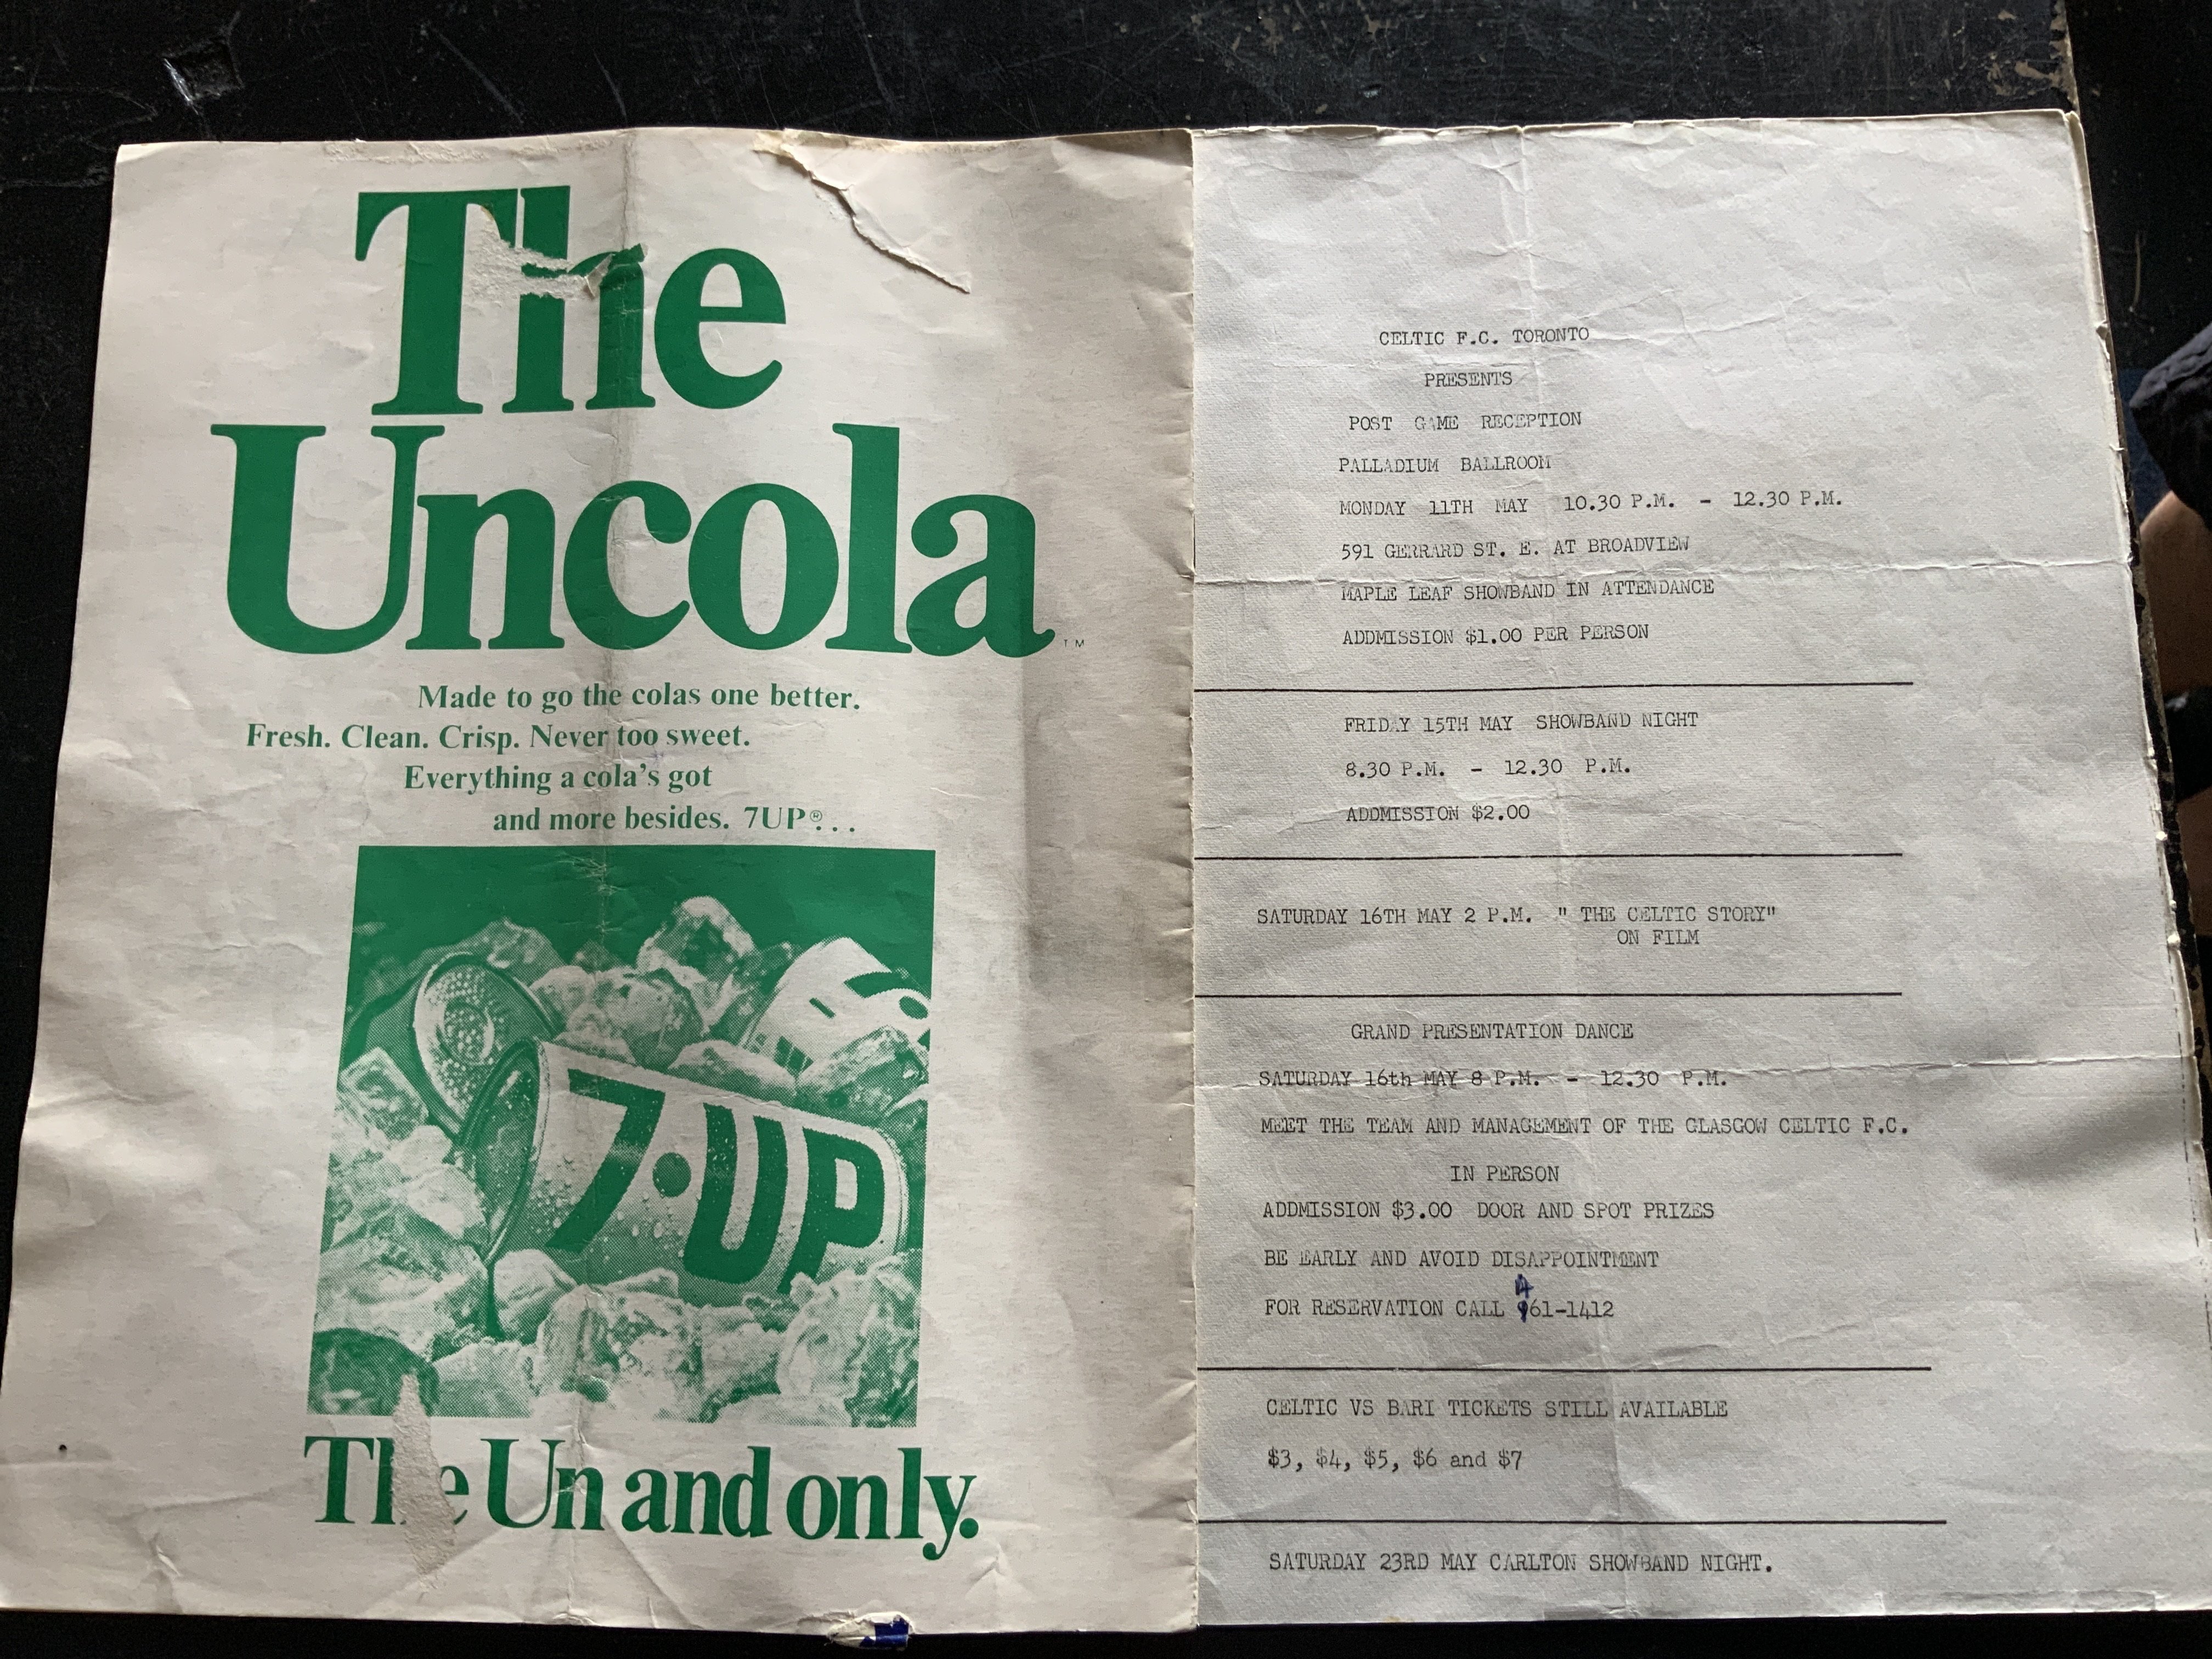 The
Uncola
TM
Made to go the colas one better.
Fresh. Clean. Crisp. Never too sweet.
Everything a cola's got
and more besides. 7UP®...
7·UP
The Un and only.
CELTIC F.C. TORONTO
PRESENTS
POST GAME RECEPTION
PALLADIUM BALLROOM
MONDAY 11TH MAY 10.30 P.M. - 12.30 P.M.
591 GERRARD ST. E. AT BROADVIEW
MAPLE LEAF SHOWBAND IN ATTENDANCE
ADDMISSION $1.00 PER PERSON
FRIDAY 15TH MAY SHOWBAND NIGHT
8.30 P.M. - 12.30 P.M.
ADDMISSION $2.00
SATURDAY 16TH MAY 2 P.M. " THE CELTIC STORY"
ON FILM
GRAND PRESENTATION DANCE
SATURDAY 16th MAY 8 P.M. - 12.30 P.M.
MEET THE TEAM AND MANAGEMENT OF THE GLASGOW CELTIC F.C.
IN PERSON
ADDMISSION $3.00 DOOR AND SPOT PRIZES
BE EARLY AND AVOID DISAPPOINTMENT
4
FOR RESERVATION CALL 961-1412
CELTIC VS BARI TICKETS STILL AVAILABLE
$3, $4, $5, $6 and $7
SATURDAY 23RD MAY CARLTON SHOWBAND NIGHT.